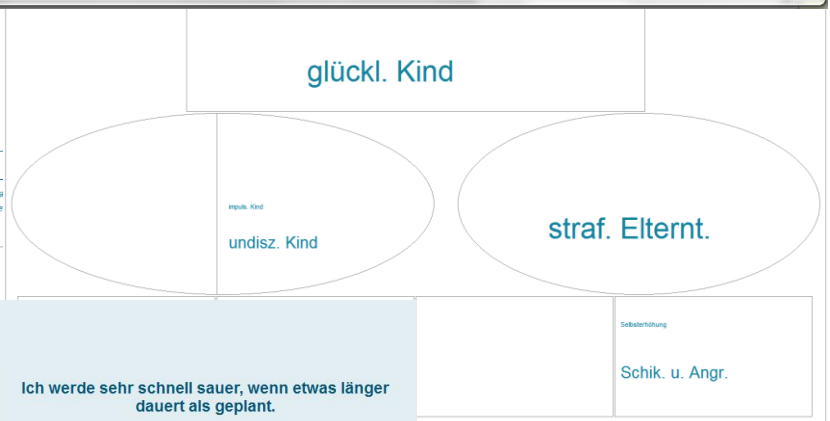 glückl. Kind
impuls. Kind
undisz. Kind
straf. Elternt.
Selbsterhöhung
Schik. u. Angr.
Ich werde sehr schnell sauer, wenn etwas länger
dauert als geplant.